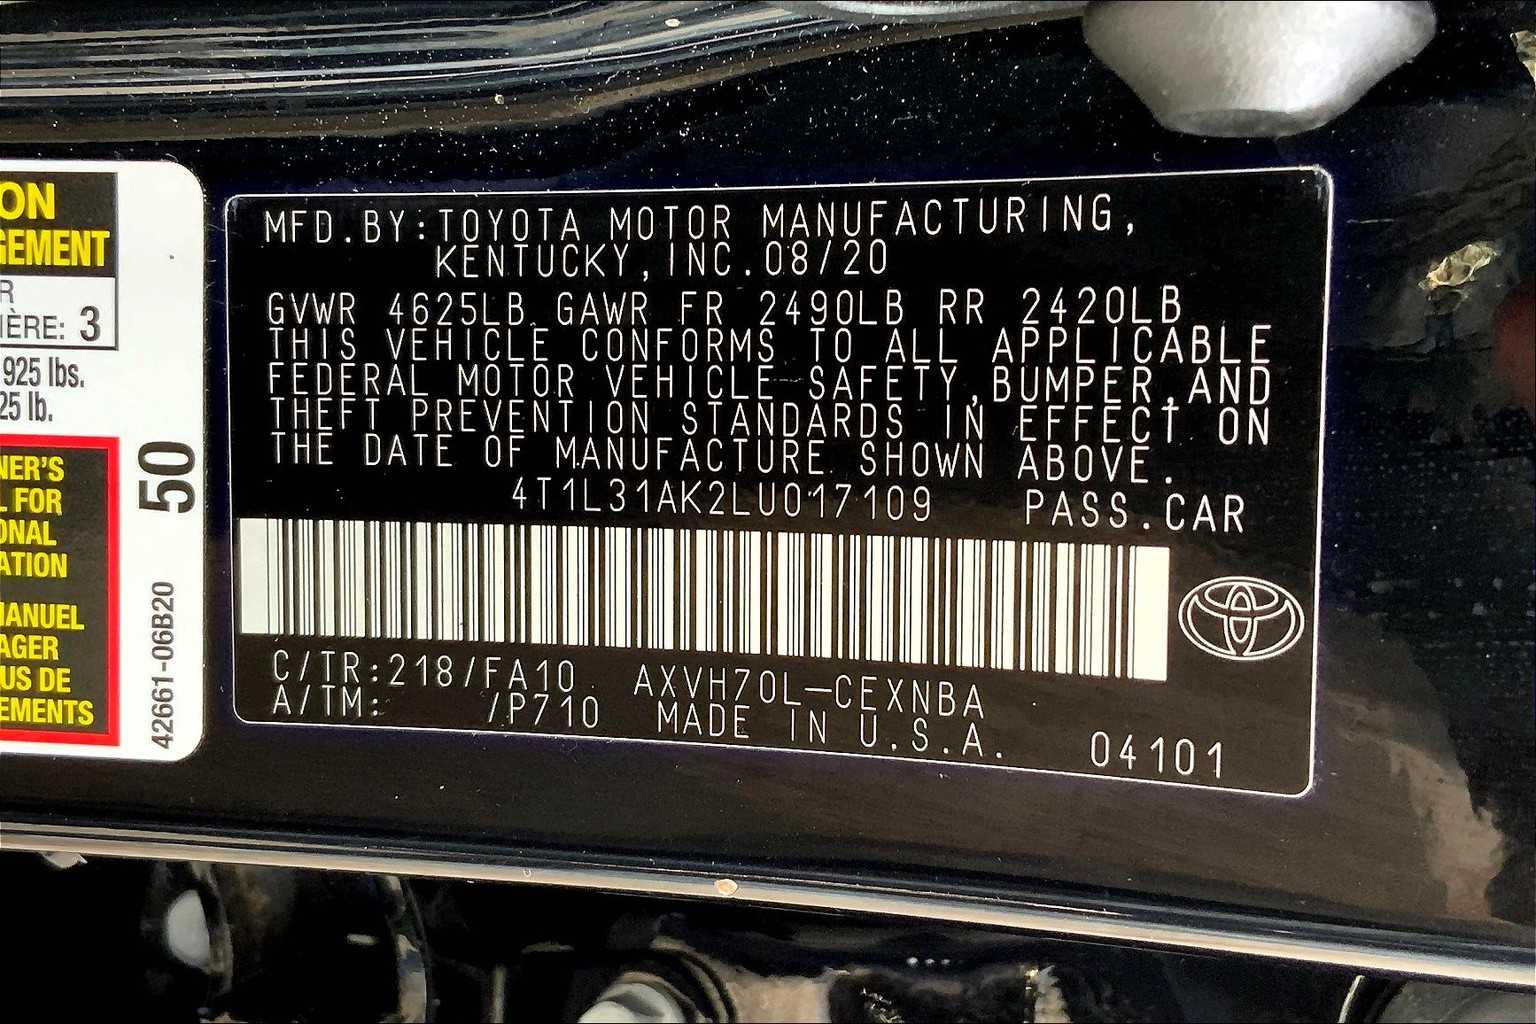 ON
GEMENT
R
IÈRE: 3
925 lbs.
25 lb.
NER'S
L FOR
ONAL
ATION
MANUEL
AGER
US DE
EMENTS
50
42661-06B20
MFD.BY:TOYOTA MOTOR MANUFACTURING,
KENTUCKY,INC.08/20
GVWR 4625LB GAWR FR 2490LB RR 2420LB
THIS VEHICLE CONFORMS TO ALL APPLICABLE
FEDERAL MOTOR VEHICLE SAFETY,BUMPER,AND
THEFT PREVENTION STANDARDS IN EFFECT ON
THE DATE OF MANUFACTURE SHOWN ABOVE.
4T1L31AK2LU017109 PASS.CAR
C/TR:218/FA10 AXVH70L-CEXNBA
A/TM: /P710 MADE IN U.S.A. 04101